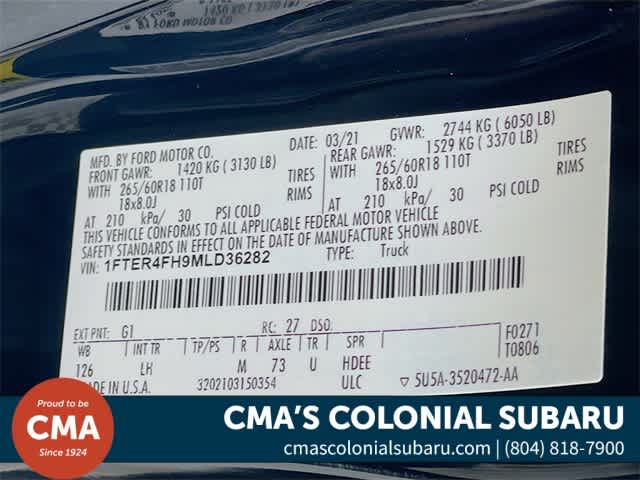 MFD. BY FORD MOTOR CO.
DATE: 03/21 GVWR: 2744 KG ( 6050 LB)
FRONT GAWR: 1420 KG ( 3130 LB)
REAR GAWR: 1529 KG ( 3370 LB)
WITH 265/60R18 110T TIRES
WITH 265/60R18 110T TIRES
18x8.0J RIMS
18x8.0J RIMS
AT 210 kPa/ 30 PSI COLD
AT 210 kPa/ 30 PSI COLD
THIS VEHICLE CONFORMS TO ALL APPLICABLE FEDERAL MOTOR VEHICLE
SAFETY STANDARDS IN EFFECT ON THE DATE OF MANUFACTURE SHOWN ABOVE.
VIN: 1FTER4FH9MLD36282 TYPE: Truck
EXT PNT: G1 RC: 27 DSO:
WB INT TR TP/PS R AXLE TR SPR F0271
126 LH M 73 U HDEE T0806
MADE IN U.S.A. 3202103150354 ULC ▽ 5U5A-3520472-AA
Proud to be
CMA
Since 1924
CMA'S COLONIAL SUBARU
cmascolonialsubaru.com | (804) 818-7900